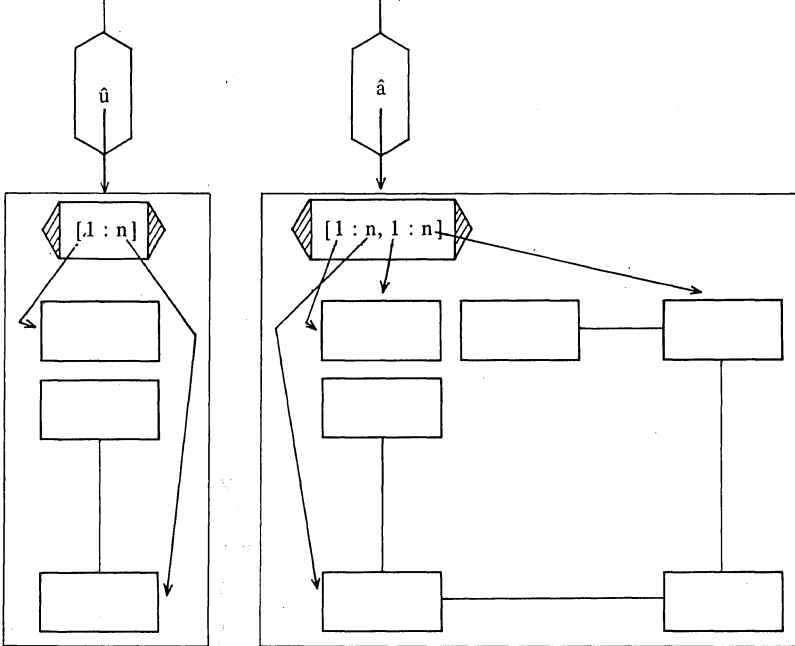 û
â
[1 : n]
[1 : n, 1 : n]